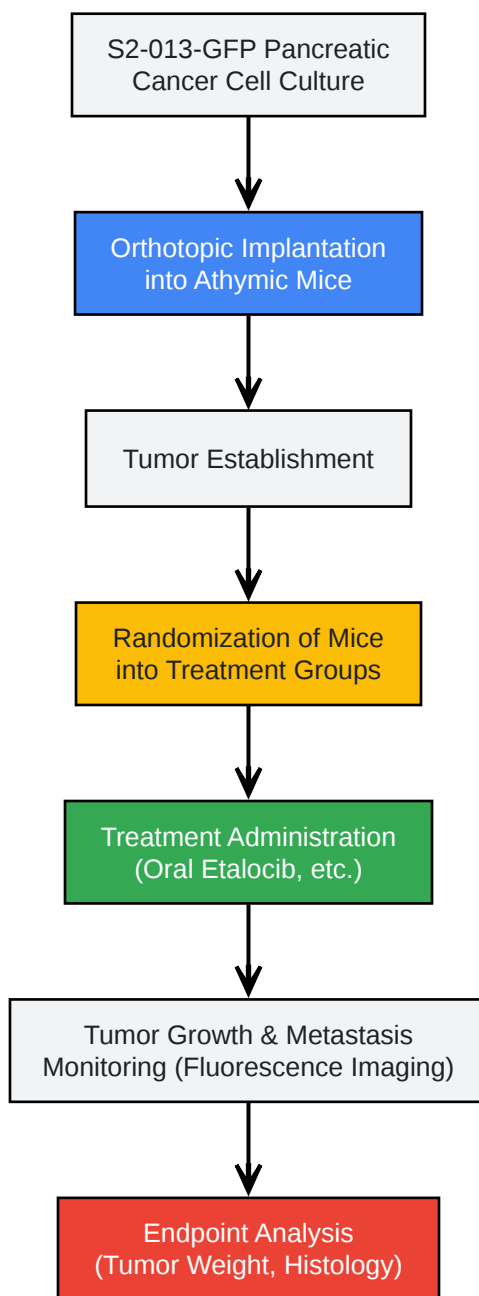 S2-013-GFP Pancreatic
Cancer Cell Culture
Orthotopic Implantation
into Athymic Mice
Tumor Establishment
Randomization of Mice
into Treatment Groups
Treatment Administration
(Oral Etalocib, etc.)
Tumor Growth & Metastasis
Monitoring (Fluorescence Imaging)
Endpoint Analysis
(Tumor Weight, Histology)